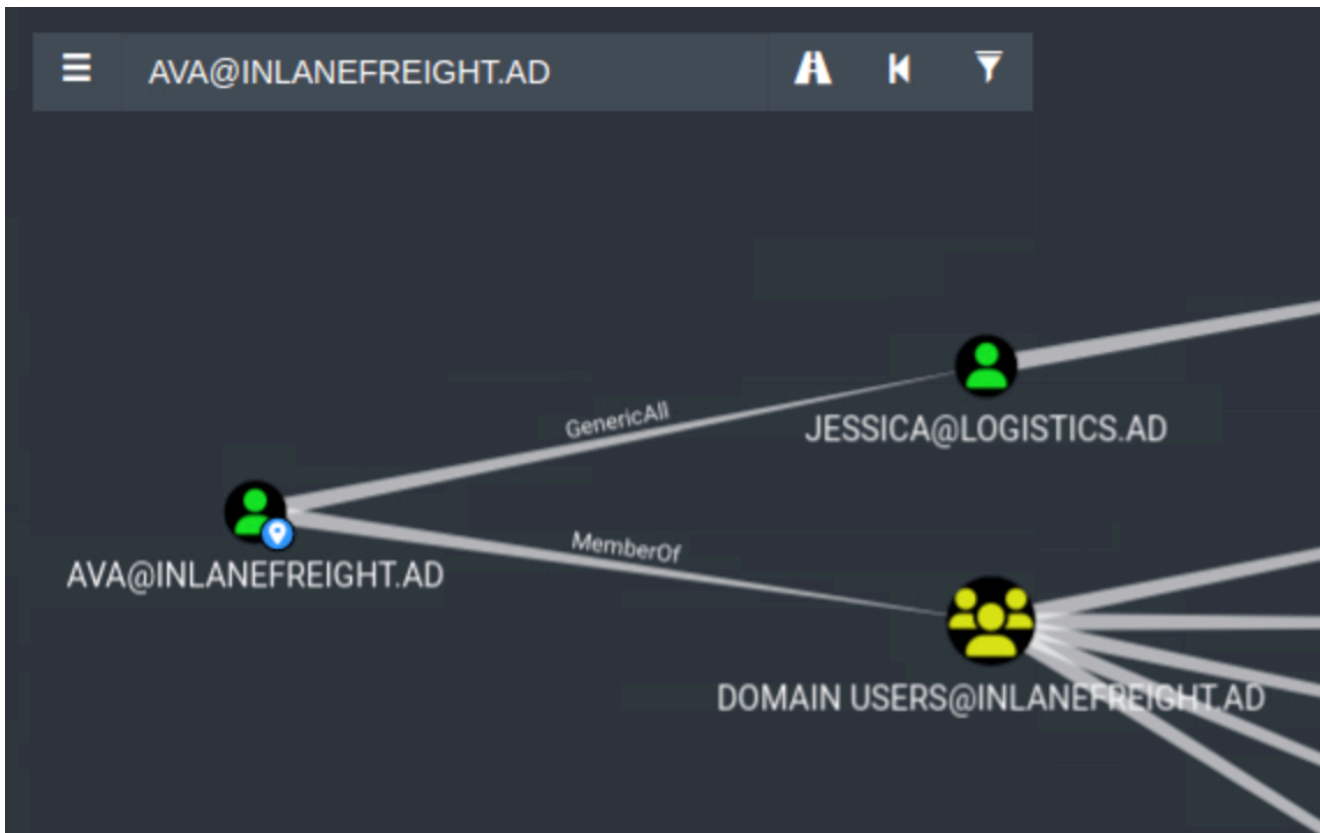 AVA@INLANEFREIGHT.AD
GenericAll
JESSICA@LOGISTICS.AD
MemberOf
AVA@INLANEFREIGHT.AD
DOMAIN USERS@INLANEFREIGHT.AD